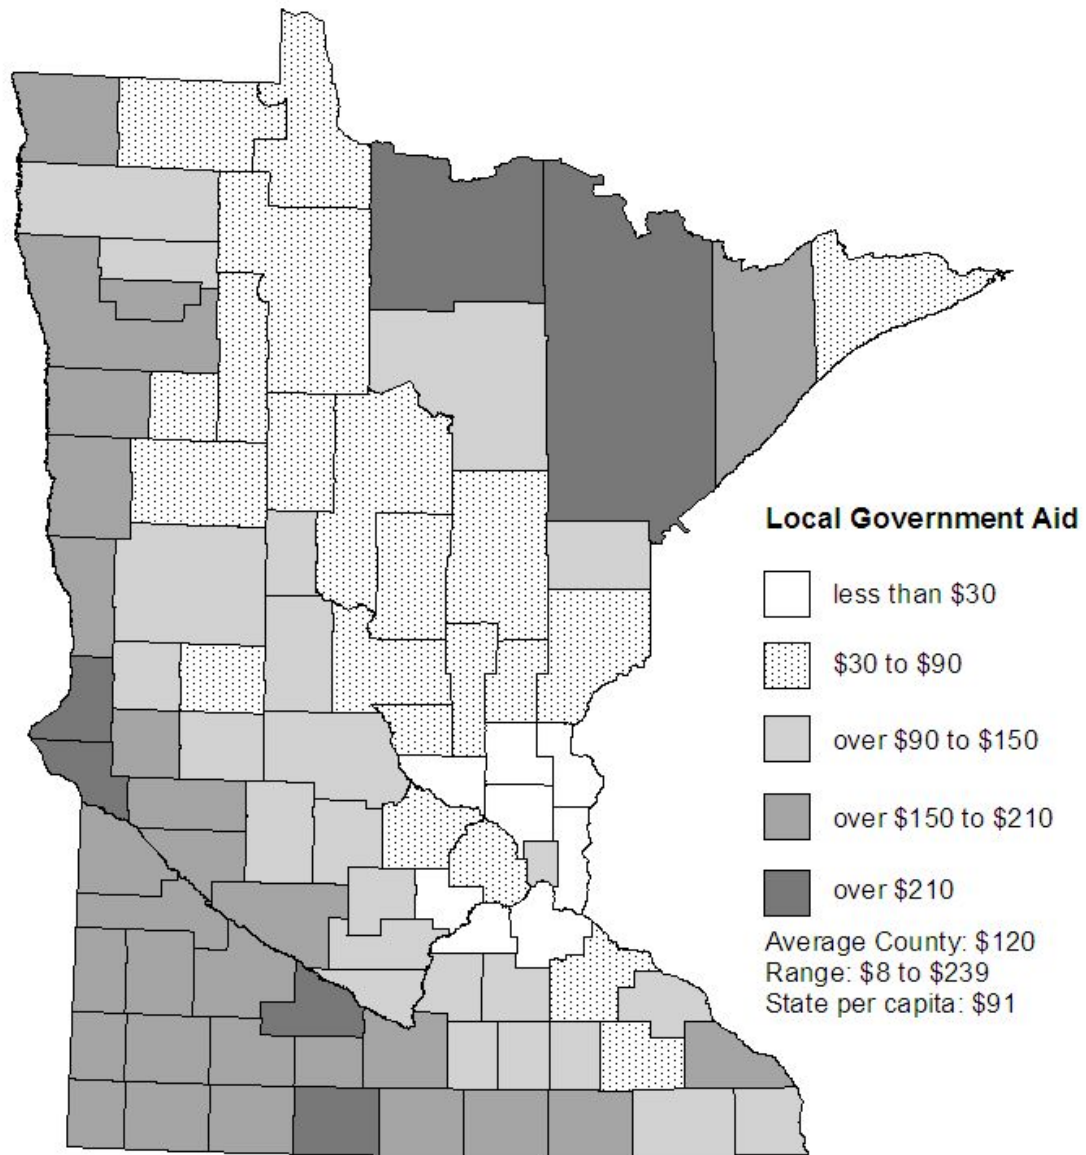 Local Government Aid
less than $30
$30 to $90
over $90 to $150
over $150 to $210
over $210
Average County: $120
Range: $8 to $239
State per capita: $91